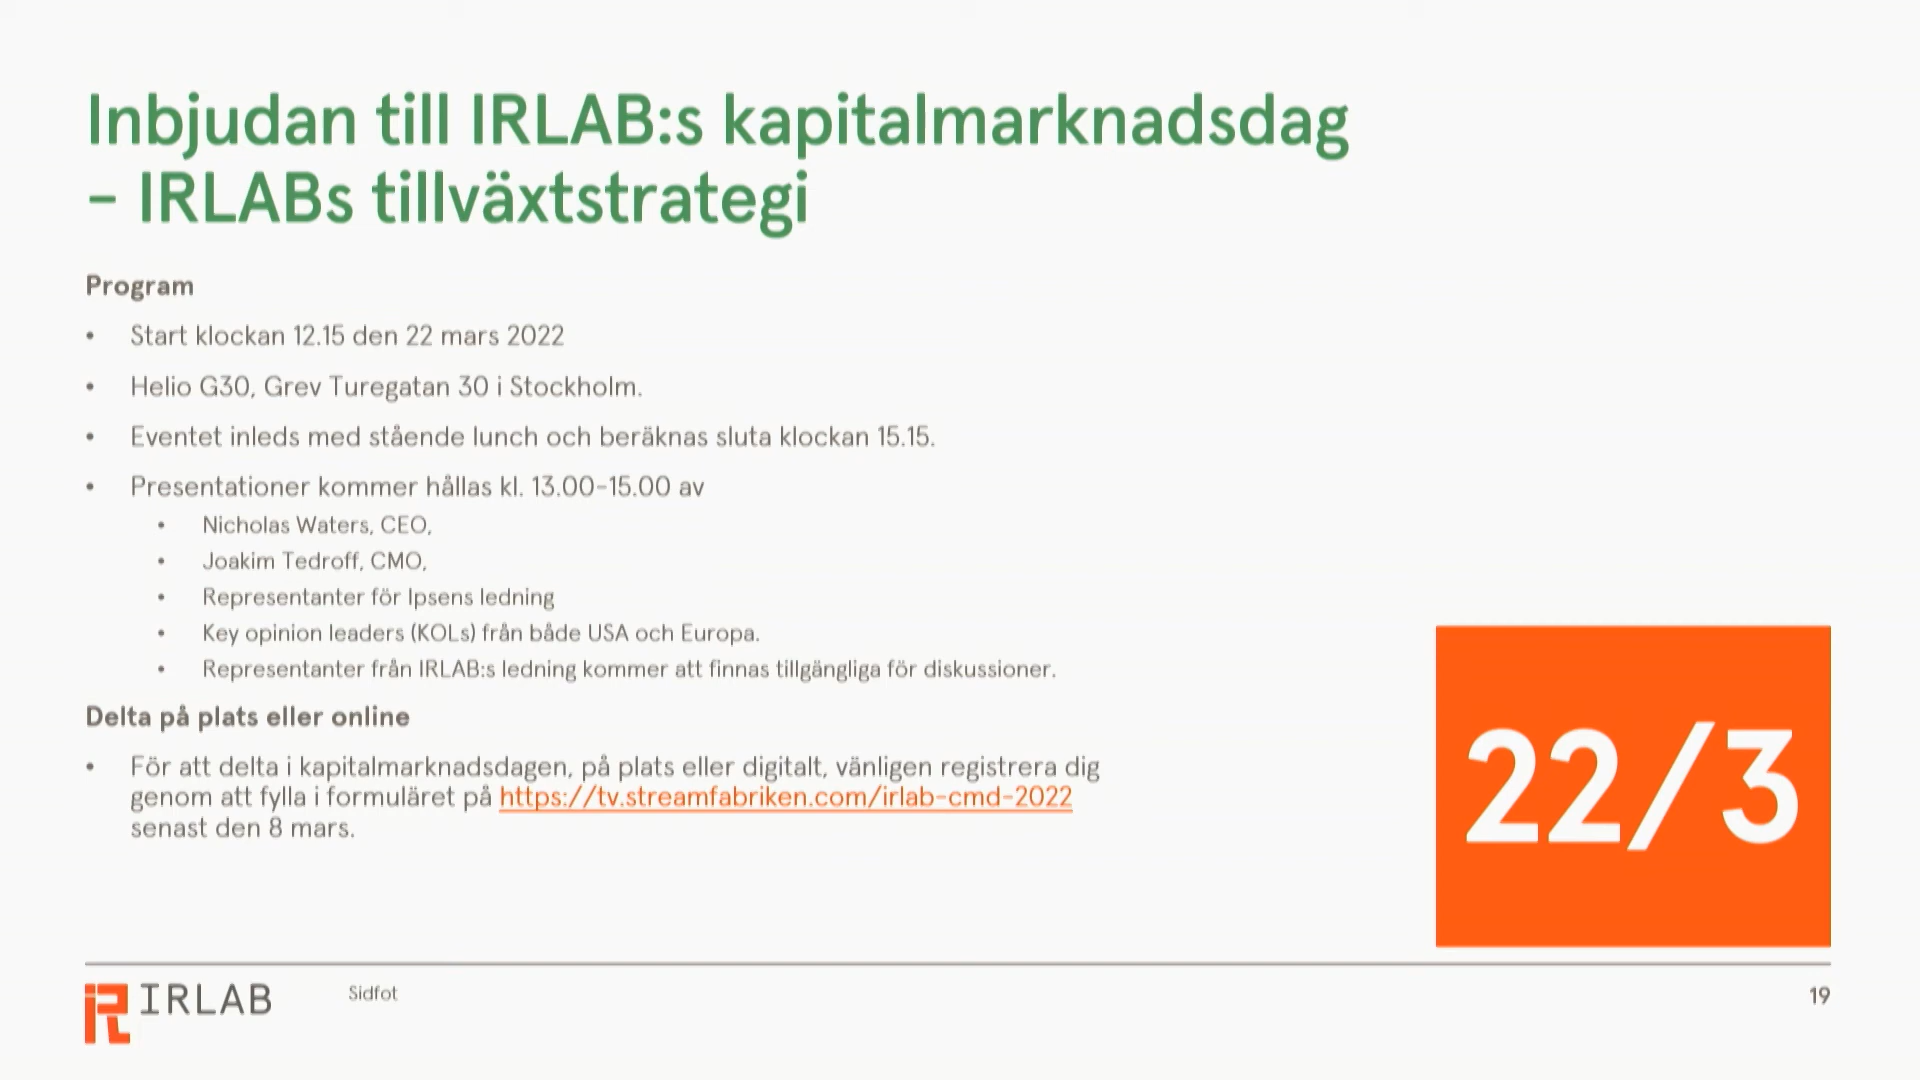 Inbjudan till IRLAB:s kapitalmarknadsdag
– IRLABs tillväxtstrategi
Program
• Start klockan 12.15 den 22 mars 2022
• Helio G30, Grev Turegatan 30 i Stockholm.
• Eventet inleds med stående lunch och beräknas sluta klockan 15.15.
• Presentationer kommer hållas kl. 13.00-15.00 av
• Nicholas Waters, CEO,
• Joakim Tedroff, CMO,
• Representanter för Ipsens ledning
• Key opinion leaders (KOLs) från både USA och Europa.
• Representanter från IRLAB:s ledning kommer att finnas tillgängliga för diskussioner.
Delta på plats eller online
• För att delta i kapitalmarknadsdagen, på plats eller digitalt, vänligen registrera dig
genom att fylla i formuläret på https://tv.streamfabriken.com/irlab-cmd-2022
senast den 8 mars.
22/3
IRLAB
Sidfot
19